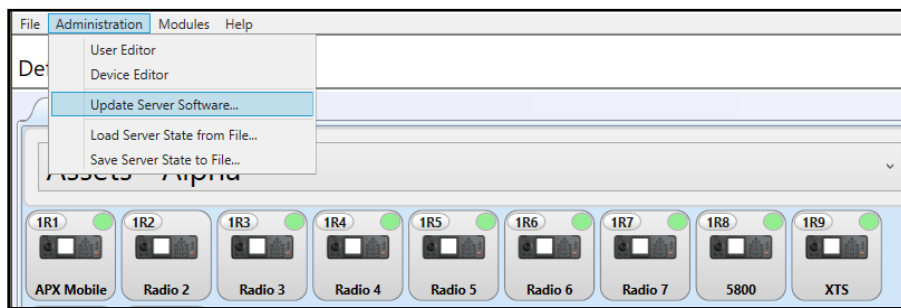 File Administration Modules Help
User Editor
Def
Device Editor
Update Server Software...
Load Server State from File...
Save Server State to File...
1R1 1R2 1R3 1R4 1R5 1R6 1R7 1R8 1R9
APX Mobile Radio 2 Radio 3 Radio 4 Radio 5 Radio 6 Radio 7 5800 XTS